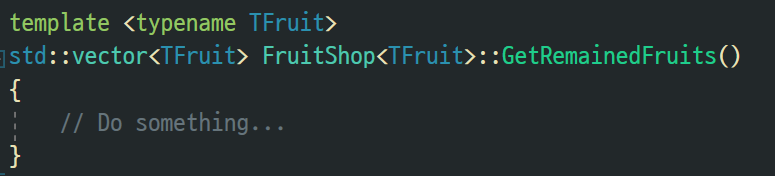 template <typename TFruit>
std::vector<TFruit> FruitShop<TFruit>::GetRemainedFruits()
{
    // Do something...
}